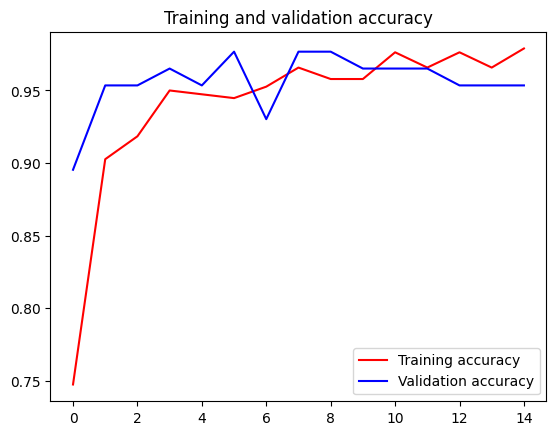 Training and validation accuracy
0.95
0.90
0.85
0.80
0.75
Training accuracy
Validation accuracy
0 2 4 6 8 10 12 14